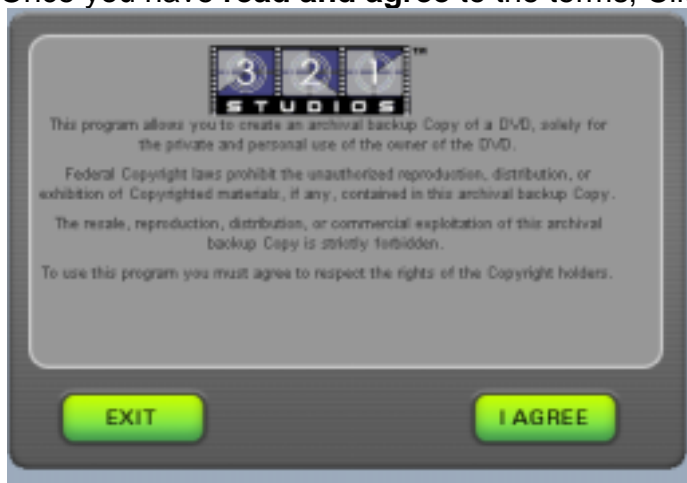 Once you have read and agree to the terms,
3 2 1 ™
STUDIOS
This program allows you to create an archival backup Copy of a DVD, solely for
the private and personal use of the owner of the DVD.
Federal Copyright laws prohibit the unauthorized reproduction, distribution, or
exhibition of Copyrighted materials, if any, contained in this archival backup Copy.
The resale, reproduction, distribution, or commercial exploitation of this archival
backup Copy is strictly forbidden.
To use this program you must agree to respect the rights of the Copyright holders.
EXIT
I AGREE